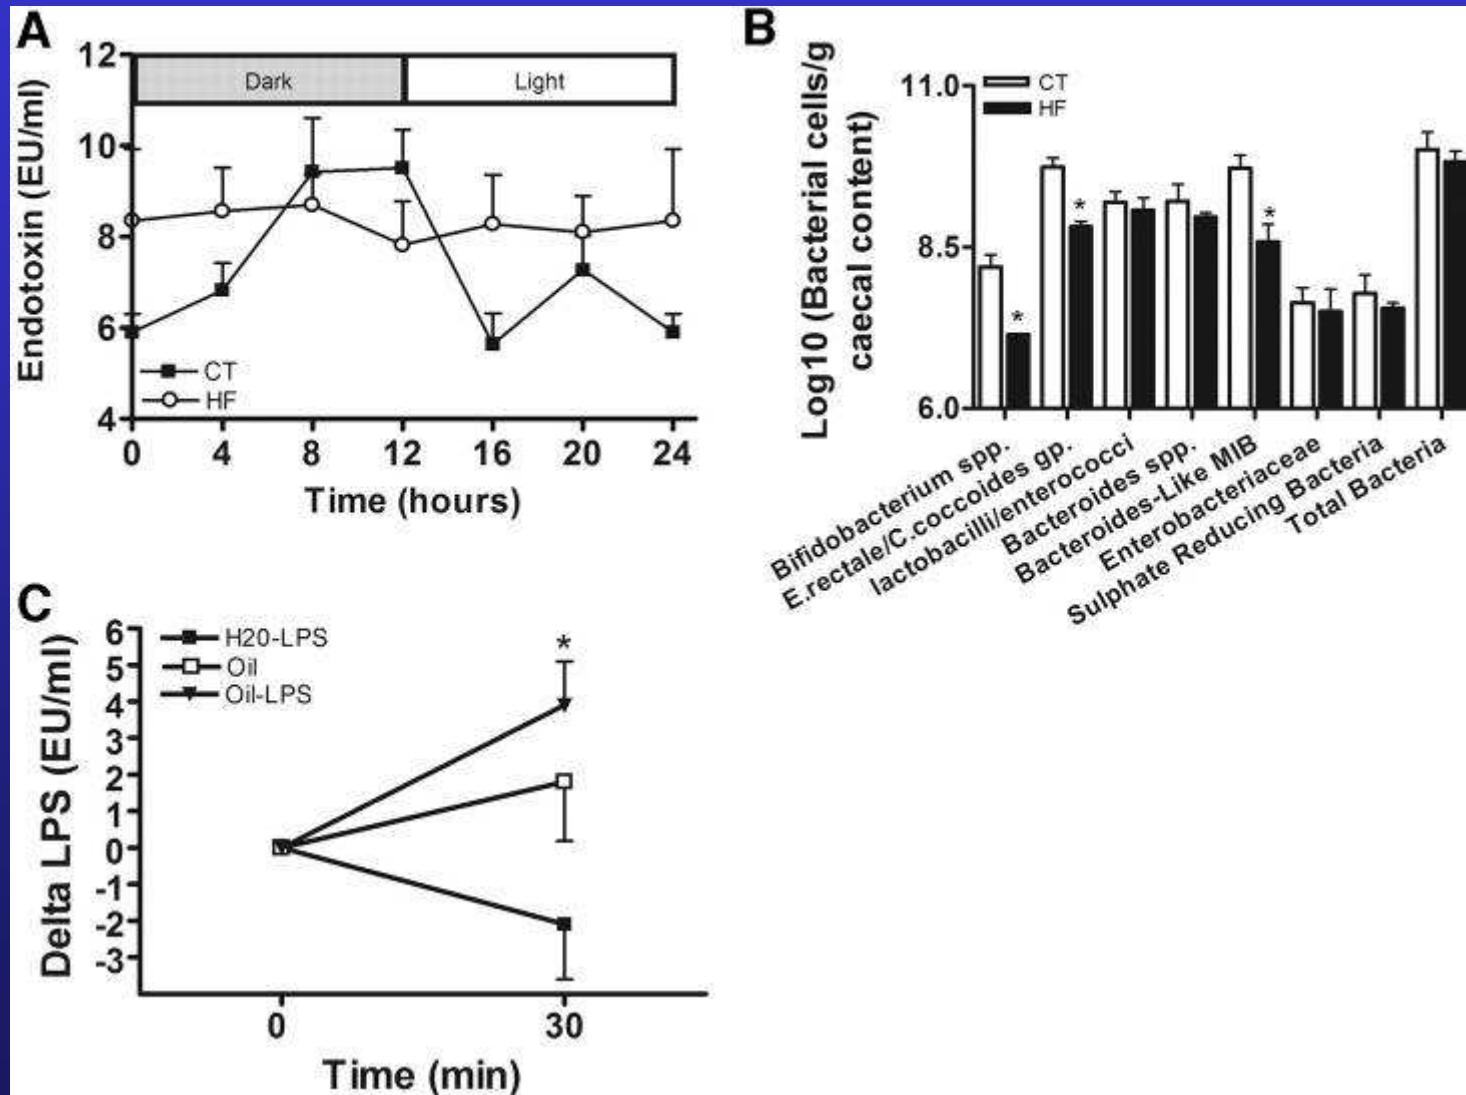 A
Endotoxin (EU/ml)
12
10
8
6
4
Dark
Light
CT
HF
0 4 8 12 16 20 24
Time (hours)
B
Log10 (Bacterial cells/g
caecal content)
11.0
8.5
6.0
CT
HF
*
*
*
Bifidobacterium spp.
E.rectale/C.coccoides gp.
lactobacilli/enterococci
Bacteroides spp.
Bacteroides-Like MIB
Enterobacteriaceae
Sulphate Reducing Bacteria
Total Bacteria
C
Delta LPS (EU/ml)
6
5
4
3
2
1
0
-1
-2
-3
H20-LPS
Oil
Oil-LPS
*
0 30
Time (min)